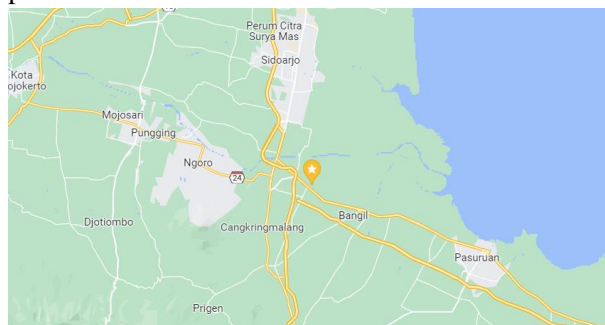 Perum Citra
Surya Mas
Sidoarjo
Kota
ojokerto
Mojosari
Pungging
Ngoro
24
Djotiombo
Cangkringmalang
Bangil
Pasuruan
Prigen